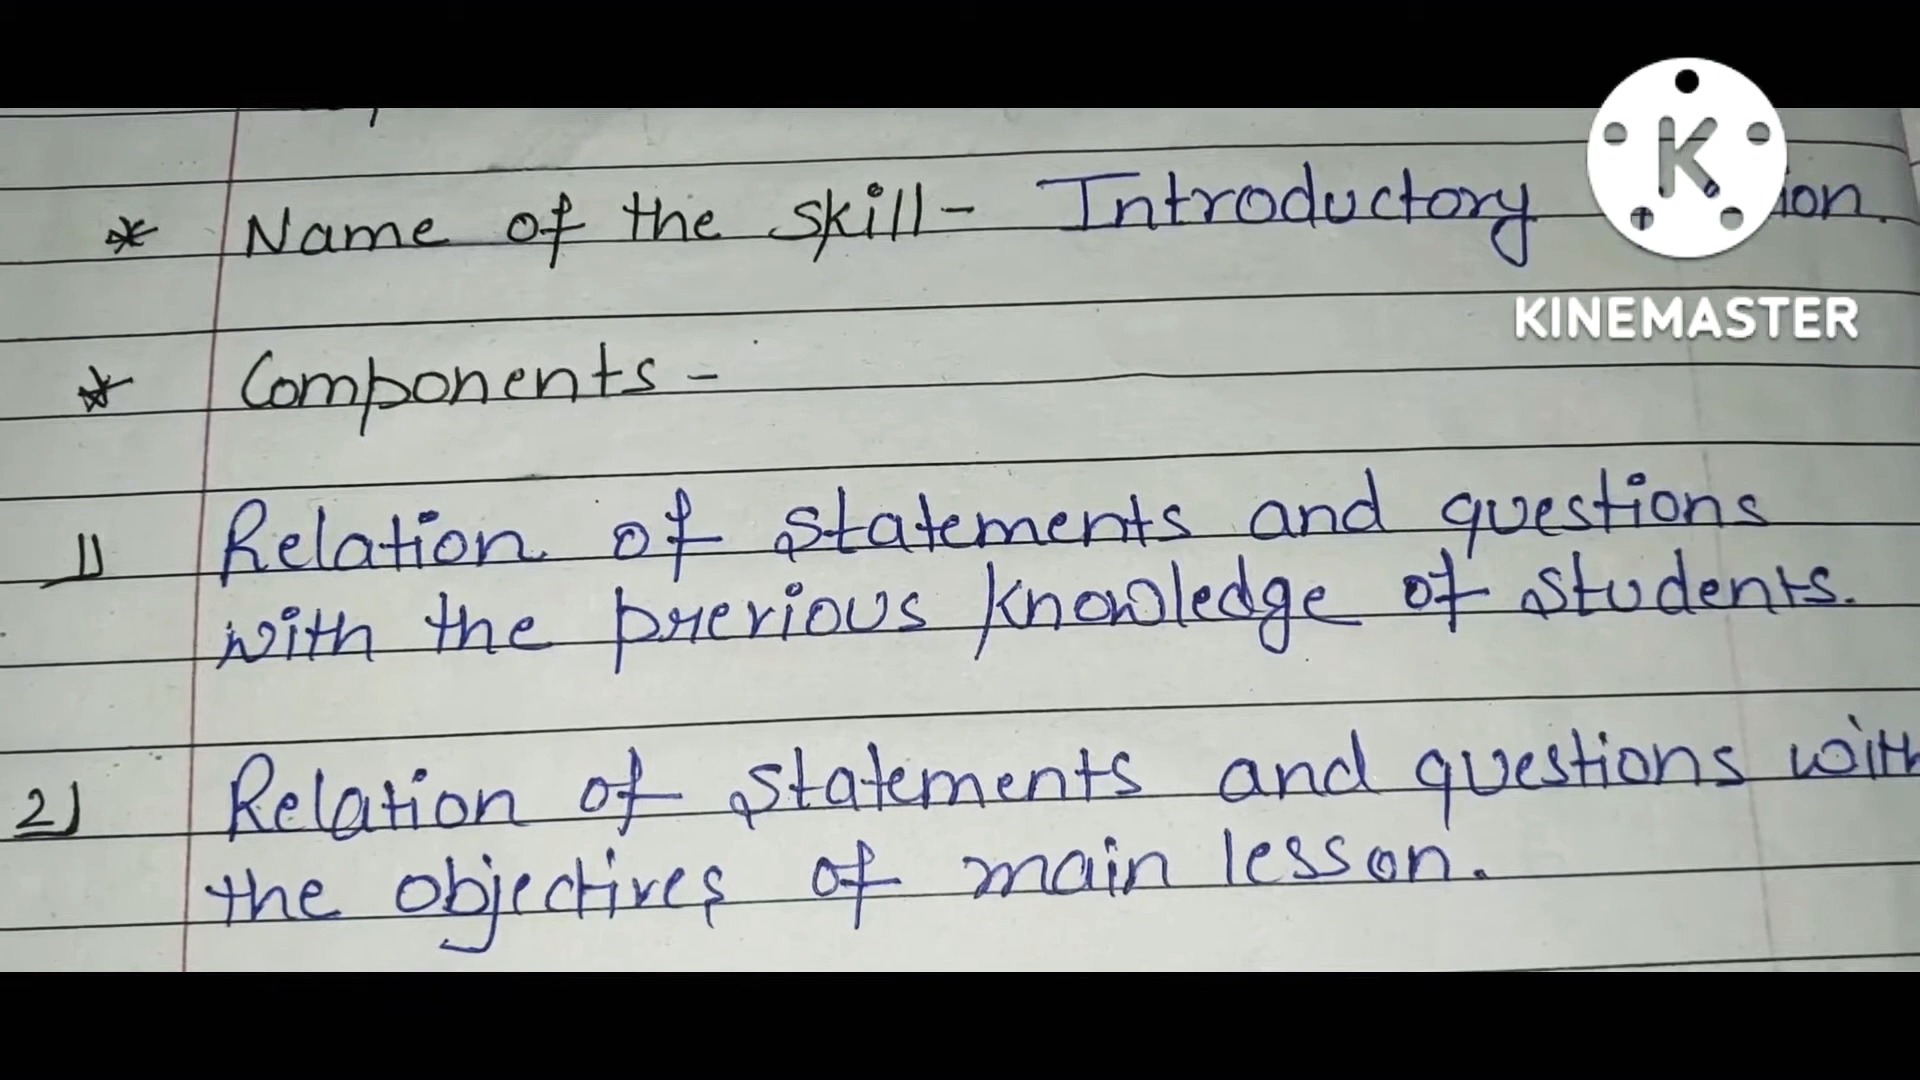 * Name of the skill- Introductory
KINEMASTER
* Components -
1) Relation of statements and questions
with the previous knowledge of students.
2) Relation of statements and questions with
the objectives of main lesson.